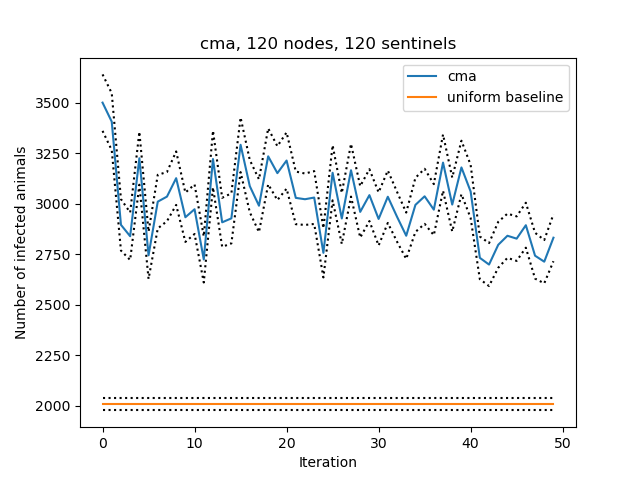 cma, 120 nodes, 120 sentinels
cma
uniform baseline
Number of infected animals
3500
3250
3000
2750
2500
2250
2000
0 10 20 30 40 50
Iteration